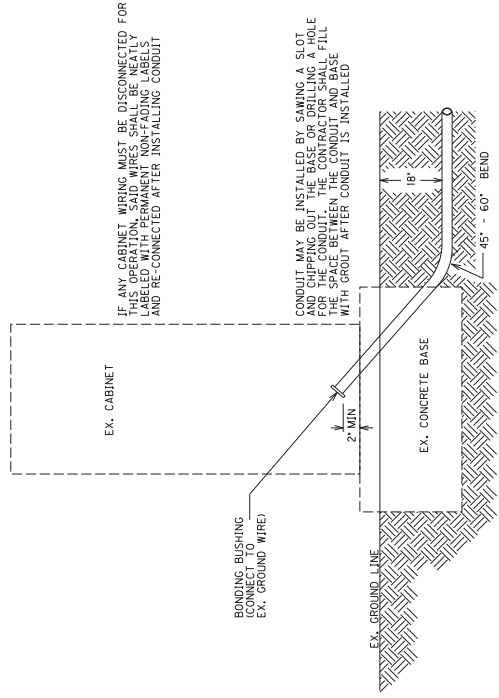 IF ANY CABINET WIRING MUST BE DISCONNECTED FOR
THIS OPERATION, SAID WIRES SHALL BE NEATLY
LABELED WITH PERMANENT NON-FADING LABELS
AND RE-CONNECTED AFTER INSTALLING CONDUIT
EX. CABINET
CONDUIT MAY BE INSTALLED BY SAWING A SLOT
AND CHIPPING OUT THE BASE OR DRILLING A HOLE
FOR THE CONDUIT. THE CONTRACTOR SHALL FILL
THE SPACE BETWEEN THE CONDUIT AND BASE
WITH GROUT AFTER CONDUIT IS INSTALLED
BONDING BUSHING
(CONNECT TO
EX. GROUND WIRE)
2" MIN
EX. GROUND LINE
18"
EX. CONCRETE BASE
45° - 60° BEND